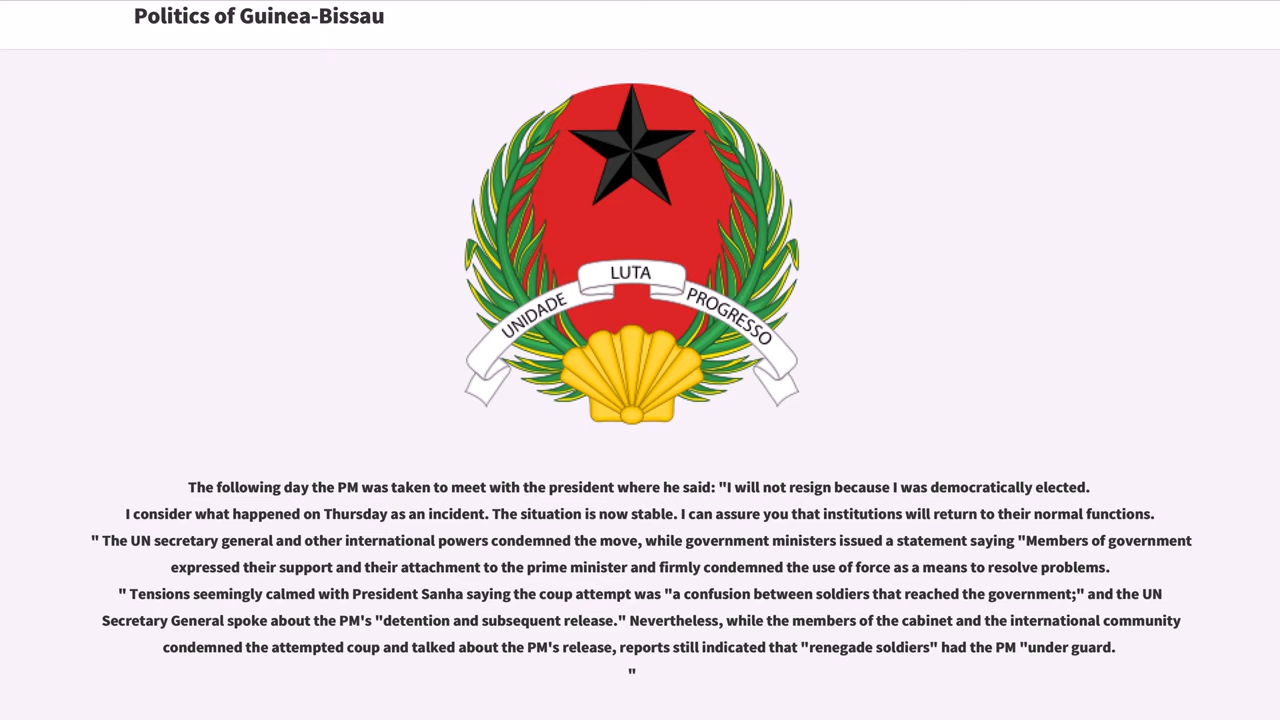 Politics of Guinea-Bissau
LUTA
UNIDADE
PROGRESSO
The following day the PM was taken to meet with the president where he said: "I will not resign because I was democratically elected.
I consider what happened on Thursday as an incident. The situation is now stable. I can assure you that institutions will return to their normal functions.
" The UN secretary general and other international powers condemned the move, while government ministers issued a statement saying "Members of government
expressed their support and their attachment to the prime minister and firmly condemned the use of force as a means to resolve problems.
" Tensions seemingly calmed with President Sanha saying the coup attempt was "a confusion between soldiers that reached the government;" and the UN
Secretary General spoke about the PM's "detention and subsequent release." Nevertheless, while the members of the cabinet and the international community
condemned the attempted coup and talked about the PM's release, reports still indicated that "renegade soldiers" had the PM "under guard.
"